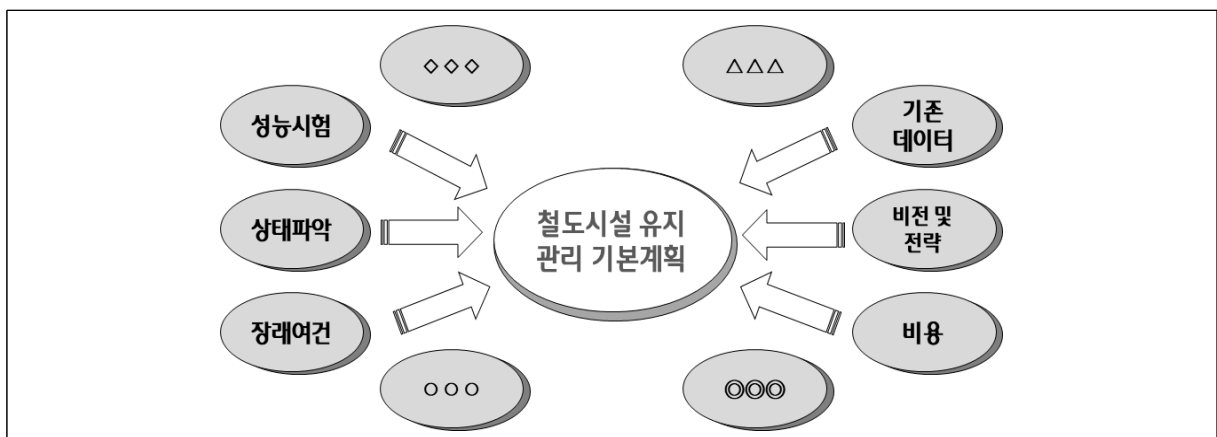 ◇◇◇
△△△
성능시험
기존
데이터
상태파악
철도시설 유지
관리 기본계획
비전 및
전략
장래여건
비용
○○○
◎◎◎